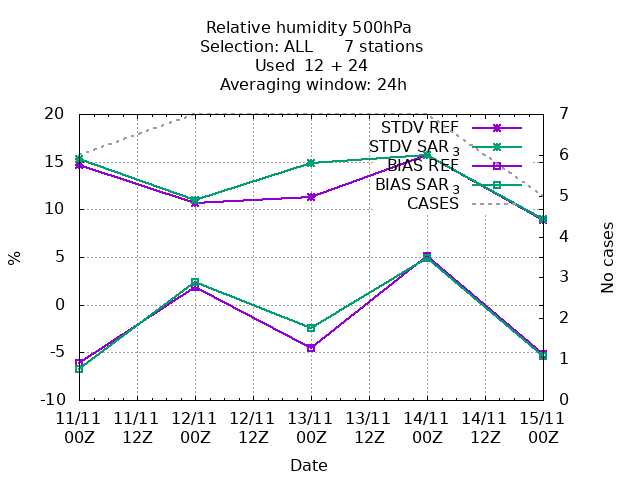 Relative humidity 500hPa
Selection: ALL 7 stations
Used 12 + 24
Averaging window: 24h
20
15
10
5
0
-5
-10
%
7
6
5
4
3
2
1
0
No cases
STDV REF
STDV SAR 3
BIAS REF
BIAS SAR 3
CASES
11/11 11/11 12/11 12/11 13/11 13/11 14/11 14/11 15/11
00Z 12Z 00Z 12Z 00Z 12Z 00Z 12Z 00Z
Date